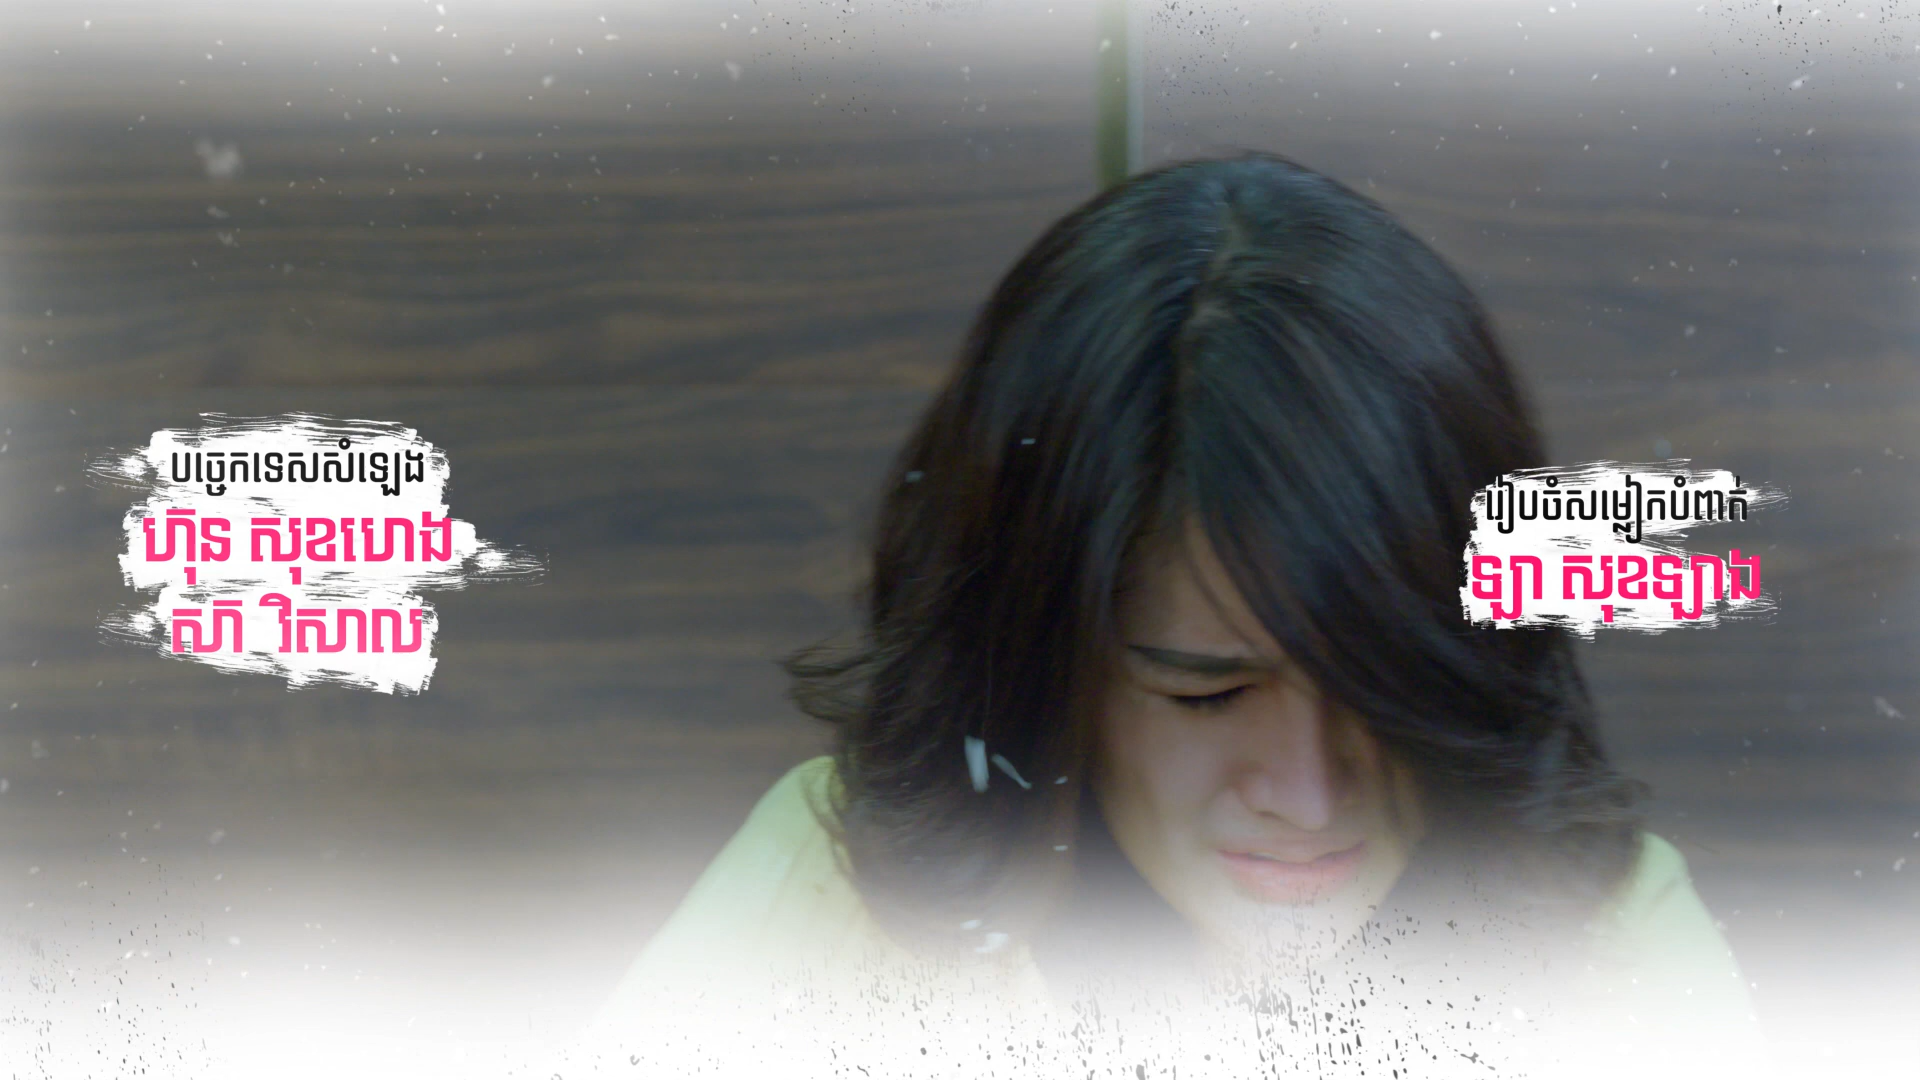 បច្ចេកទេសសំឡេង
ហ៊ុន សុខហេង
សា៊ វិសាល
រៀបចំសម្លៀកបំពាក់
ឡា សុខឡាង